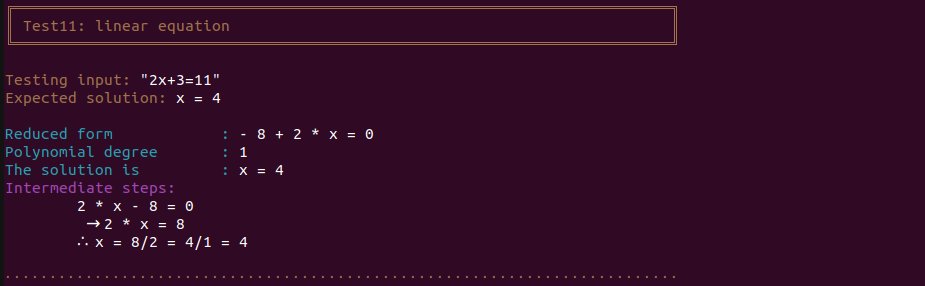 Test11: linear equation
Testing input: "2x+3=11"
Expected solution: x = 4
Reduced form : - 8 + 2 * x = 0
Polynomial degree : 1
The solution is : x = 4
Intermediate steps:
2 * x - 8 = 0
→2 * x = 8
∴ x = 8/2 = 4/1 = 4